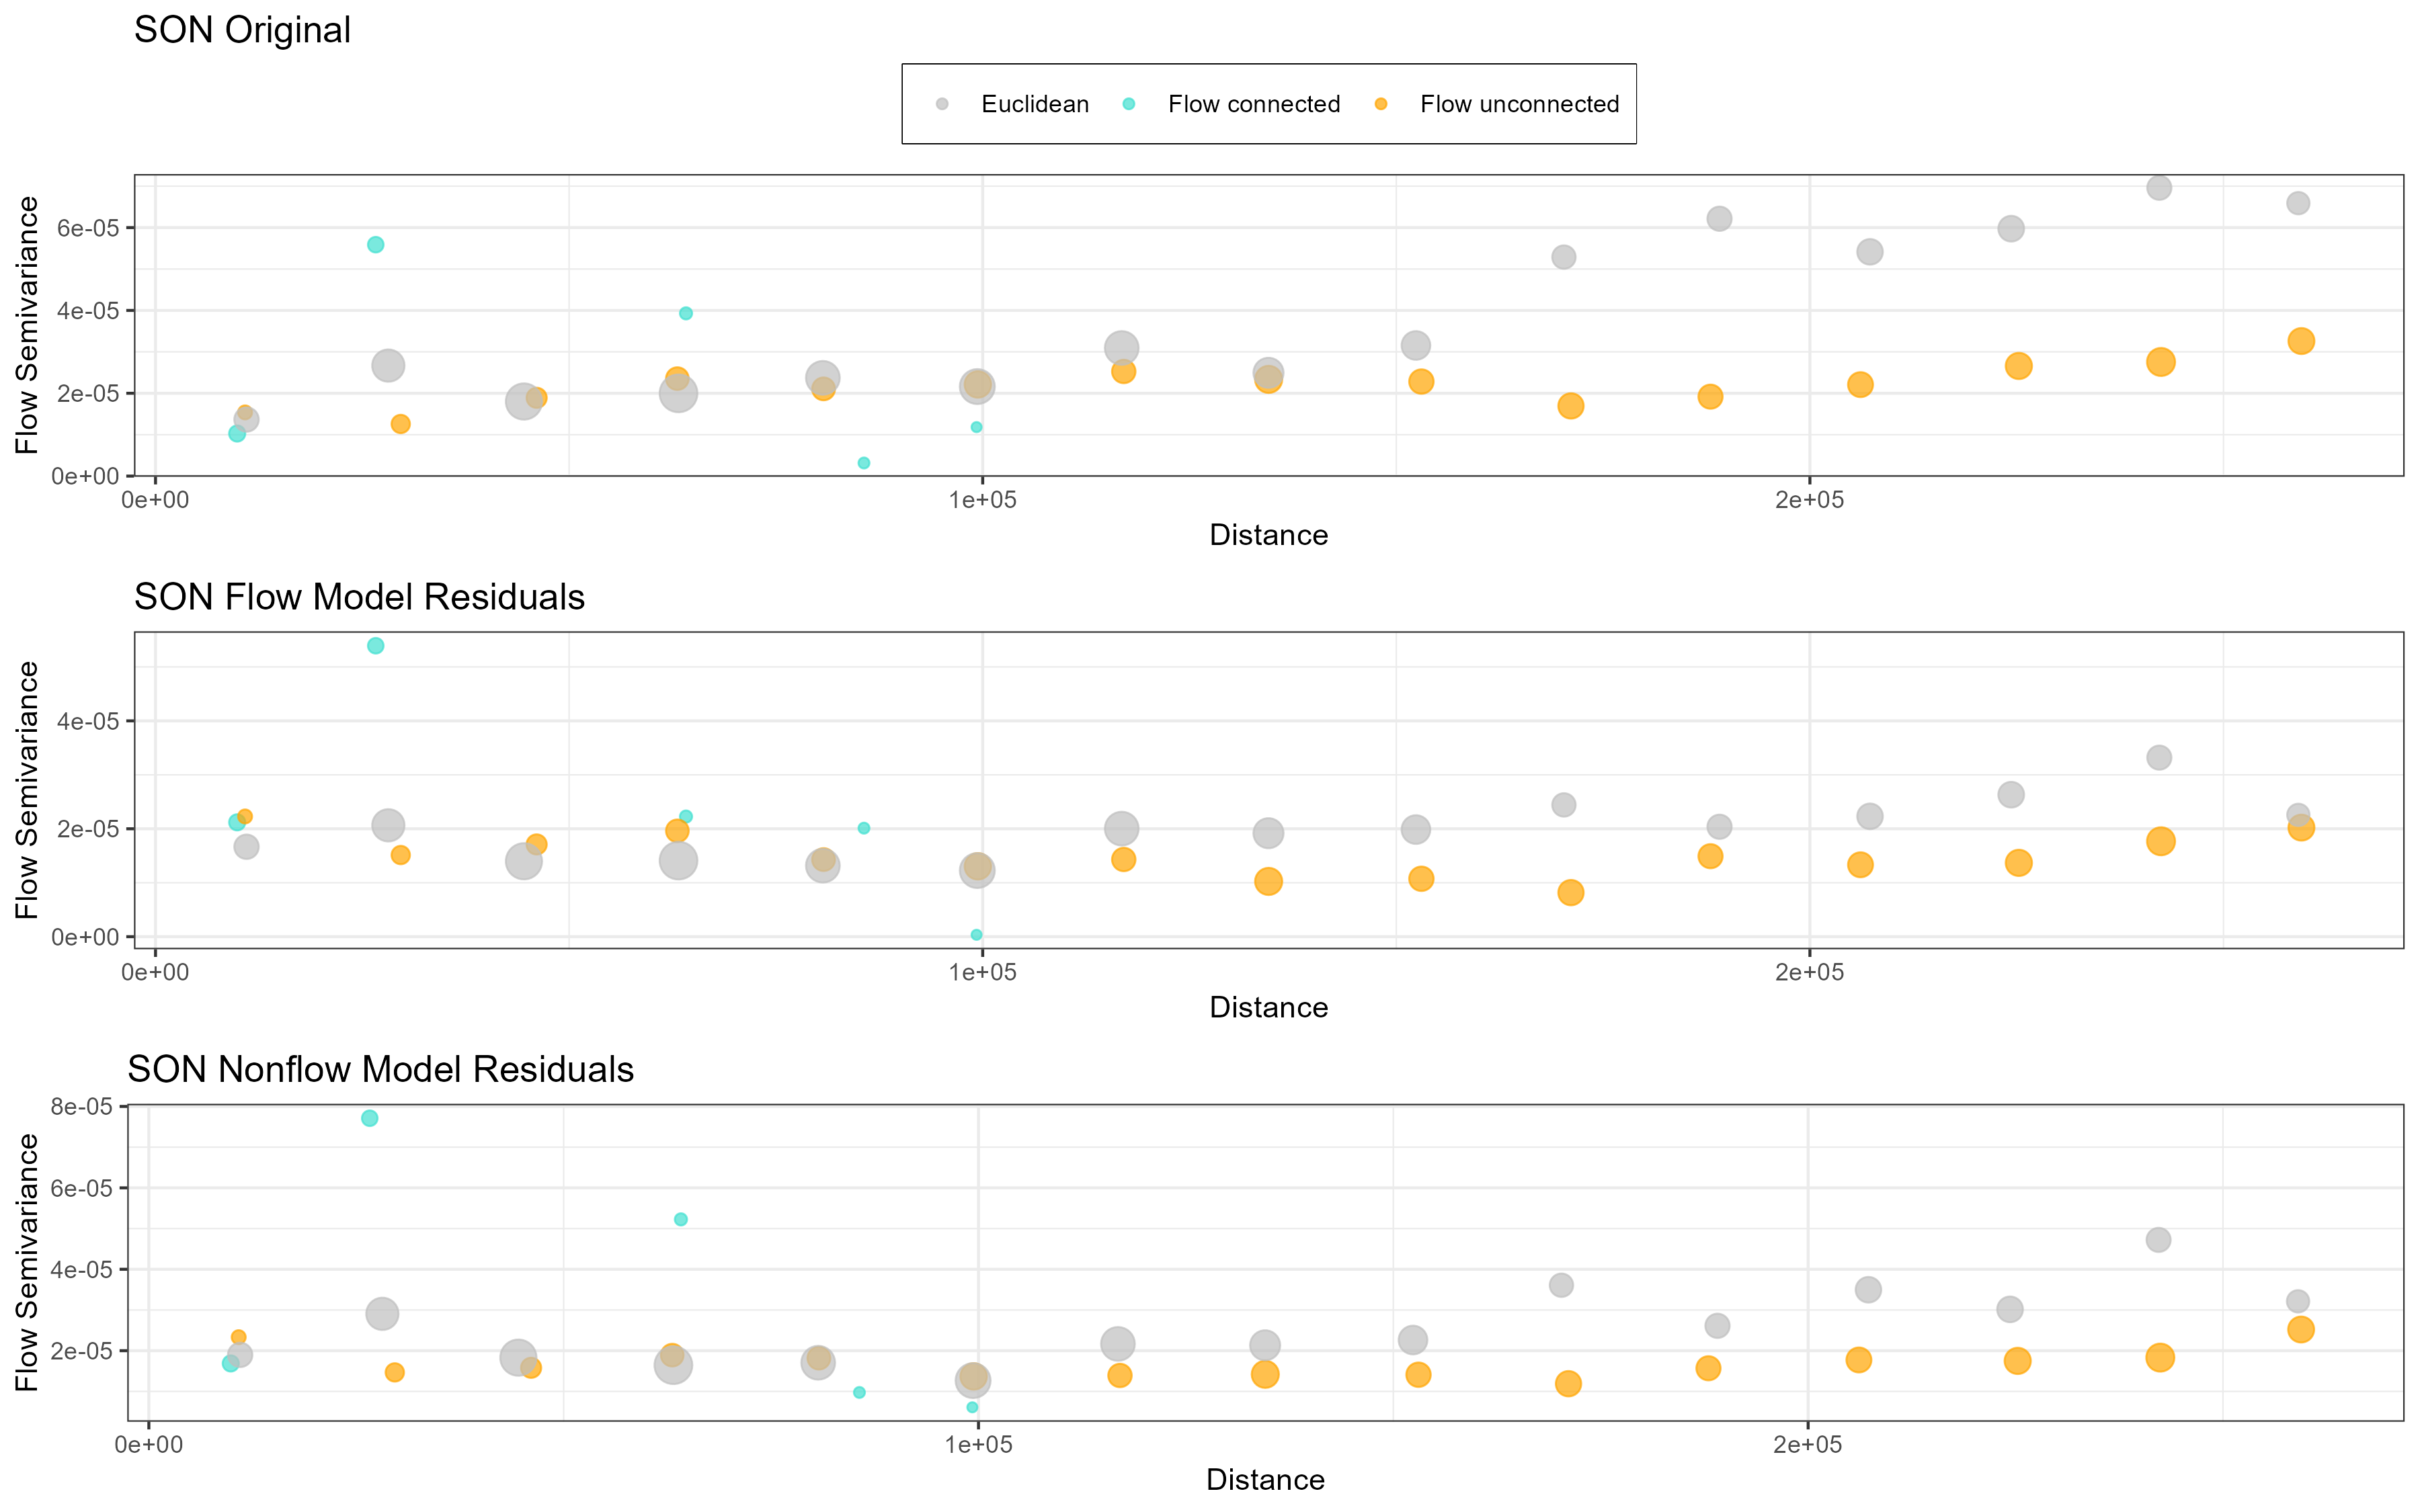 SON Original
Euclidean Flow connected Flow unconnected
Flow Semivariance
6e-05
4e-05
2e-05
0e+00
0e+00 1e+05 2e+05
Distance
SON Flow Model Residuals
Flow Semivariance
4e-05
2e-05
0e+00
0e+00 1e+05 2e+05
Distance
SON Nonflow Model Residuals
Flow Semivariance
8e-05
6e-05
4e-05
2e-05
0e+00 1e+05 2e+05
Distance